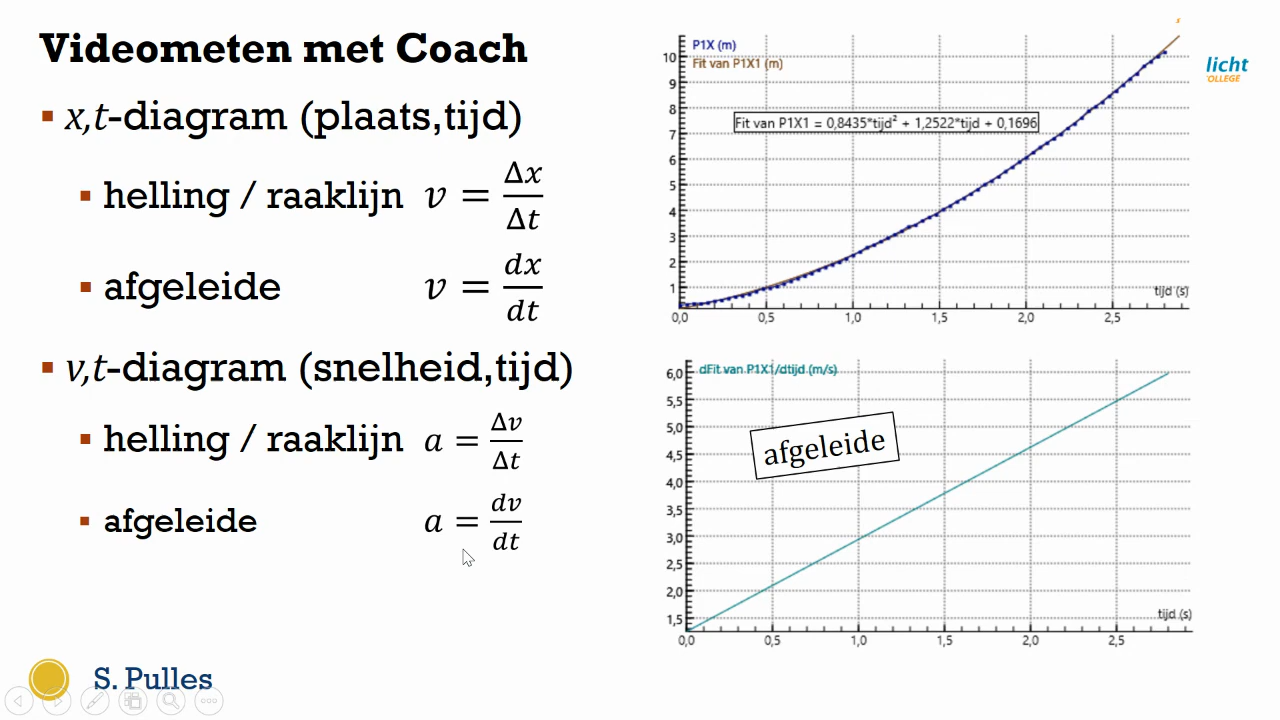 Videometen met Coach
x,t-diagram (plaats,tijd)
helling / raaklijn v = Δx/Δt
afgeleide v = dx/dt
v,t-diagram (snelheid,tijd)
helling / raaklijn a = Δv/Δt
afgeleide a = dv/dt
S. Pulles
s
licht
'OLLEGE
P1X (m)
Fit van P1X1 (m)
Fit van P1X1 = 0,8435*tijd² + 1,2522*tijd + 0,1696
10
9
8
7
6
5
4
3
2
1
tijd (s)
0,0 0,5 1,0 1,5 2,0 2,5
dFit van P1X1/dtijd (m/s)
afgeleide
6,0
5,5
5,0
4,5
4,0
3,5
3,0
2,5
2,0
1,5
tijd (s)
0,0 0,5 1,0 1,5 2,0 2,5